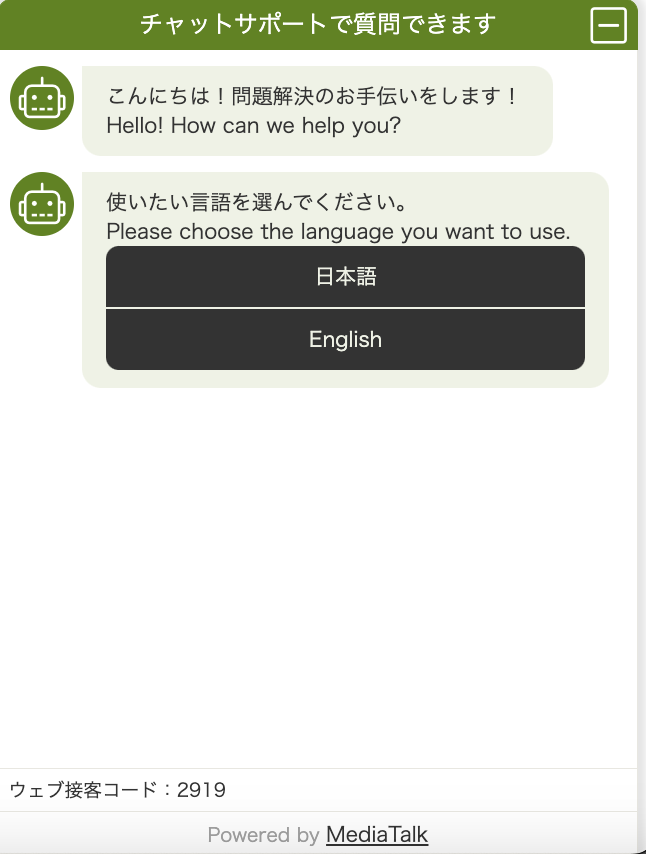 チャットサポートで質問できます
こんにちは！問題解決のお手伝いをします！
Hello! How can we help you?
使いたい言語を選んでください。
Please choose the language you want to use.
日本語
English
ウェブ接客コード：2919
Powered by MediaTalk